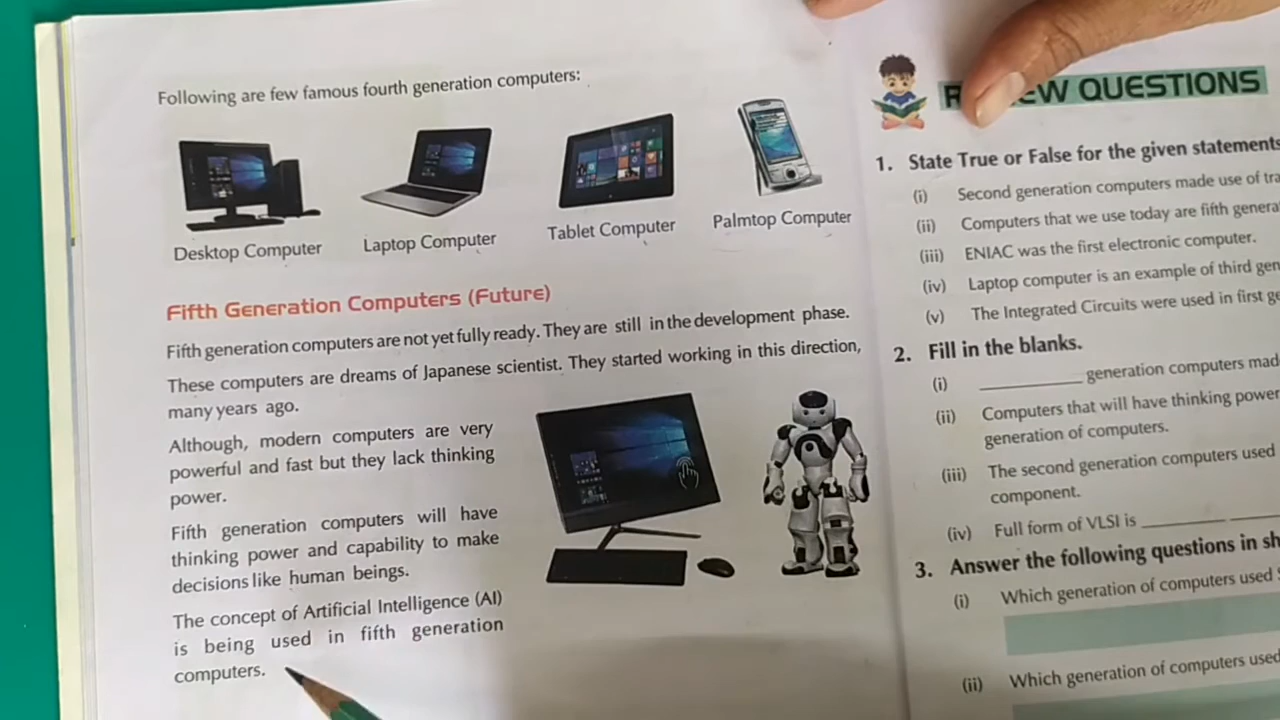 Following are few famous fourth generation computers:
Desktop Computer
Laptop Computer
Tablet Computer
Palmtop Computer
Fifth Generation Computers (Future)
Fifth generation computers are not yet fully ready. They are still in the development phase.
These computers are dreams of Japanese scientist. They started working in this direction,
many years ago.
Although, modern computers are very
powerful and fast but they lack thinking
power.
Fifth generation computers will have
thinking power and capability to make
decisions like human beings.
The concept of Artificial Intelligence (AI)
is being used in fifth generation
computers.
QUESTIONS
1. State True or False for the given statements
(i) Second generation computers made use of
(ii) Computers that we use today are fifth
(iii) ENIAC was the first electronic computer.
(iv) Laptop computer is an example of third
(v) The Integrated Circuits were used in first
2. Fill in the blanks.
(i) __________ generation computers
(ii) Computers that will have thinking power
generation of computers.
(iii) The second generation computers used
component.
(iv) Full form of VLSI is ________ ____
3. Answer the following questions in
(i) Which generation of computers used
(ii) Which generation of computers used